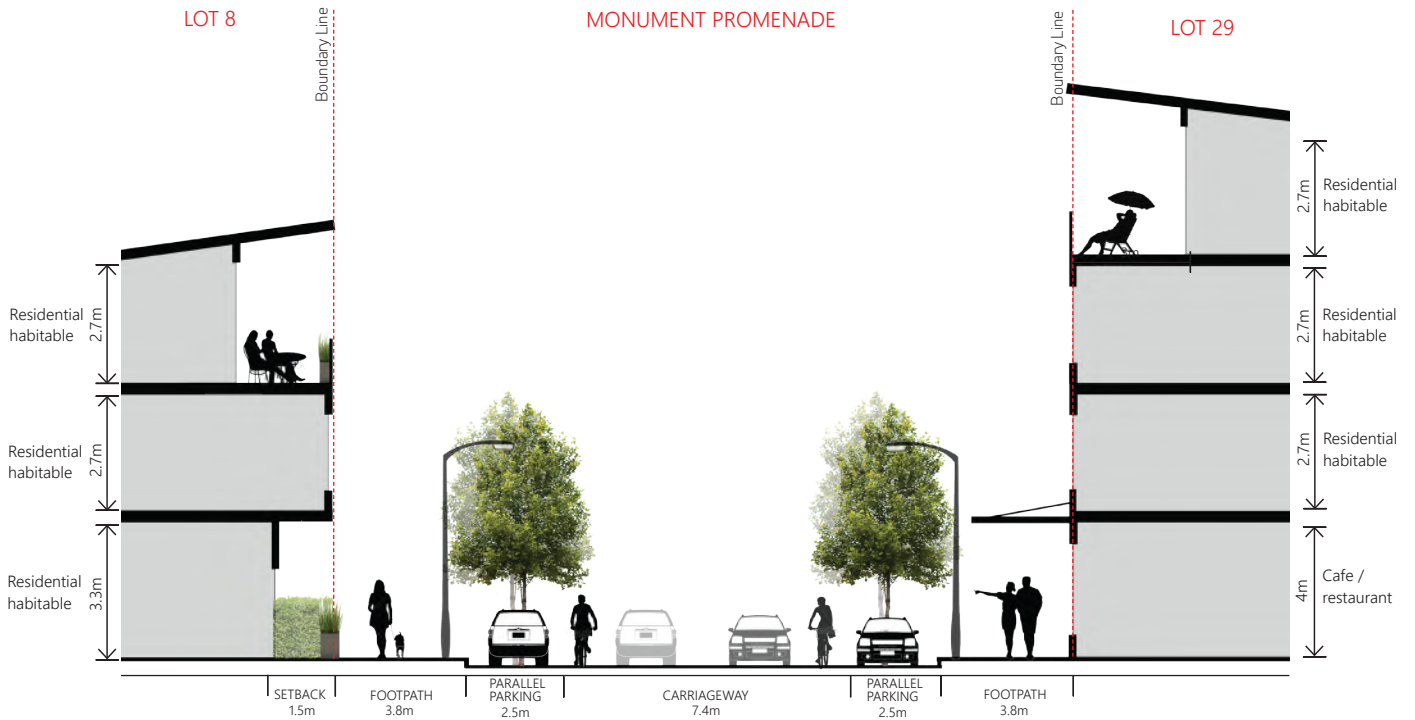 LOT 8
MONUMENT PROMENADE
LOT 29
Boundary Line
Boundary Line
Residential
habitable
2.7m
Residential
habitable
2.7m
Residential
habitable
3.3m
2.7m
Residential
habitable
2.7m
Residential
habitable
2.7m
Residential
habitable
4m
Cafe /
restaurant
SETBACK
1.5m
FOOTPATH
3.8m
PARALLEL
PARKING
2.5m
CARRIAGEWAY
7.4m
PARALLEL
PARKING
2.5m
FOOTPATH
3.8m